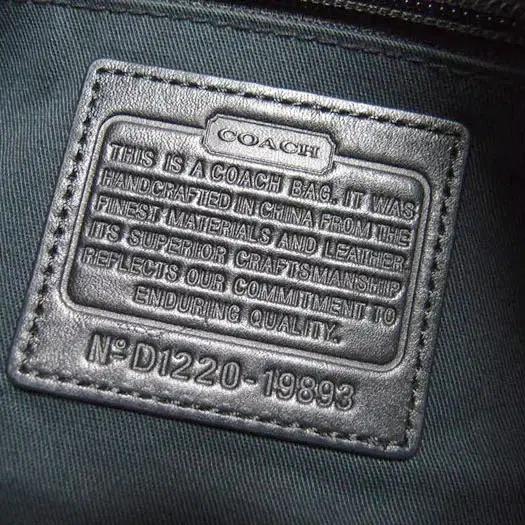 COACH
THIS IS A COACH BAG. IT WAS
HANDCRAFTED IN CHINA FROM THE
FINEST MATERIALS AND LEATHER
ITS SUPERIOR CRAFTSMANSHIP
REFLECTS OUR COMMITMENT TO
ENDURING QUALITY.
Nº D1220-19893